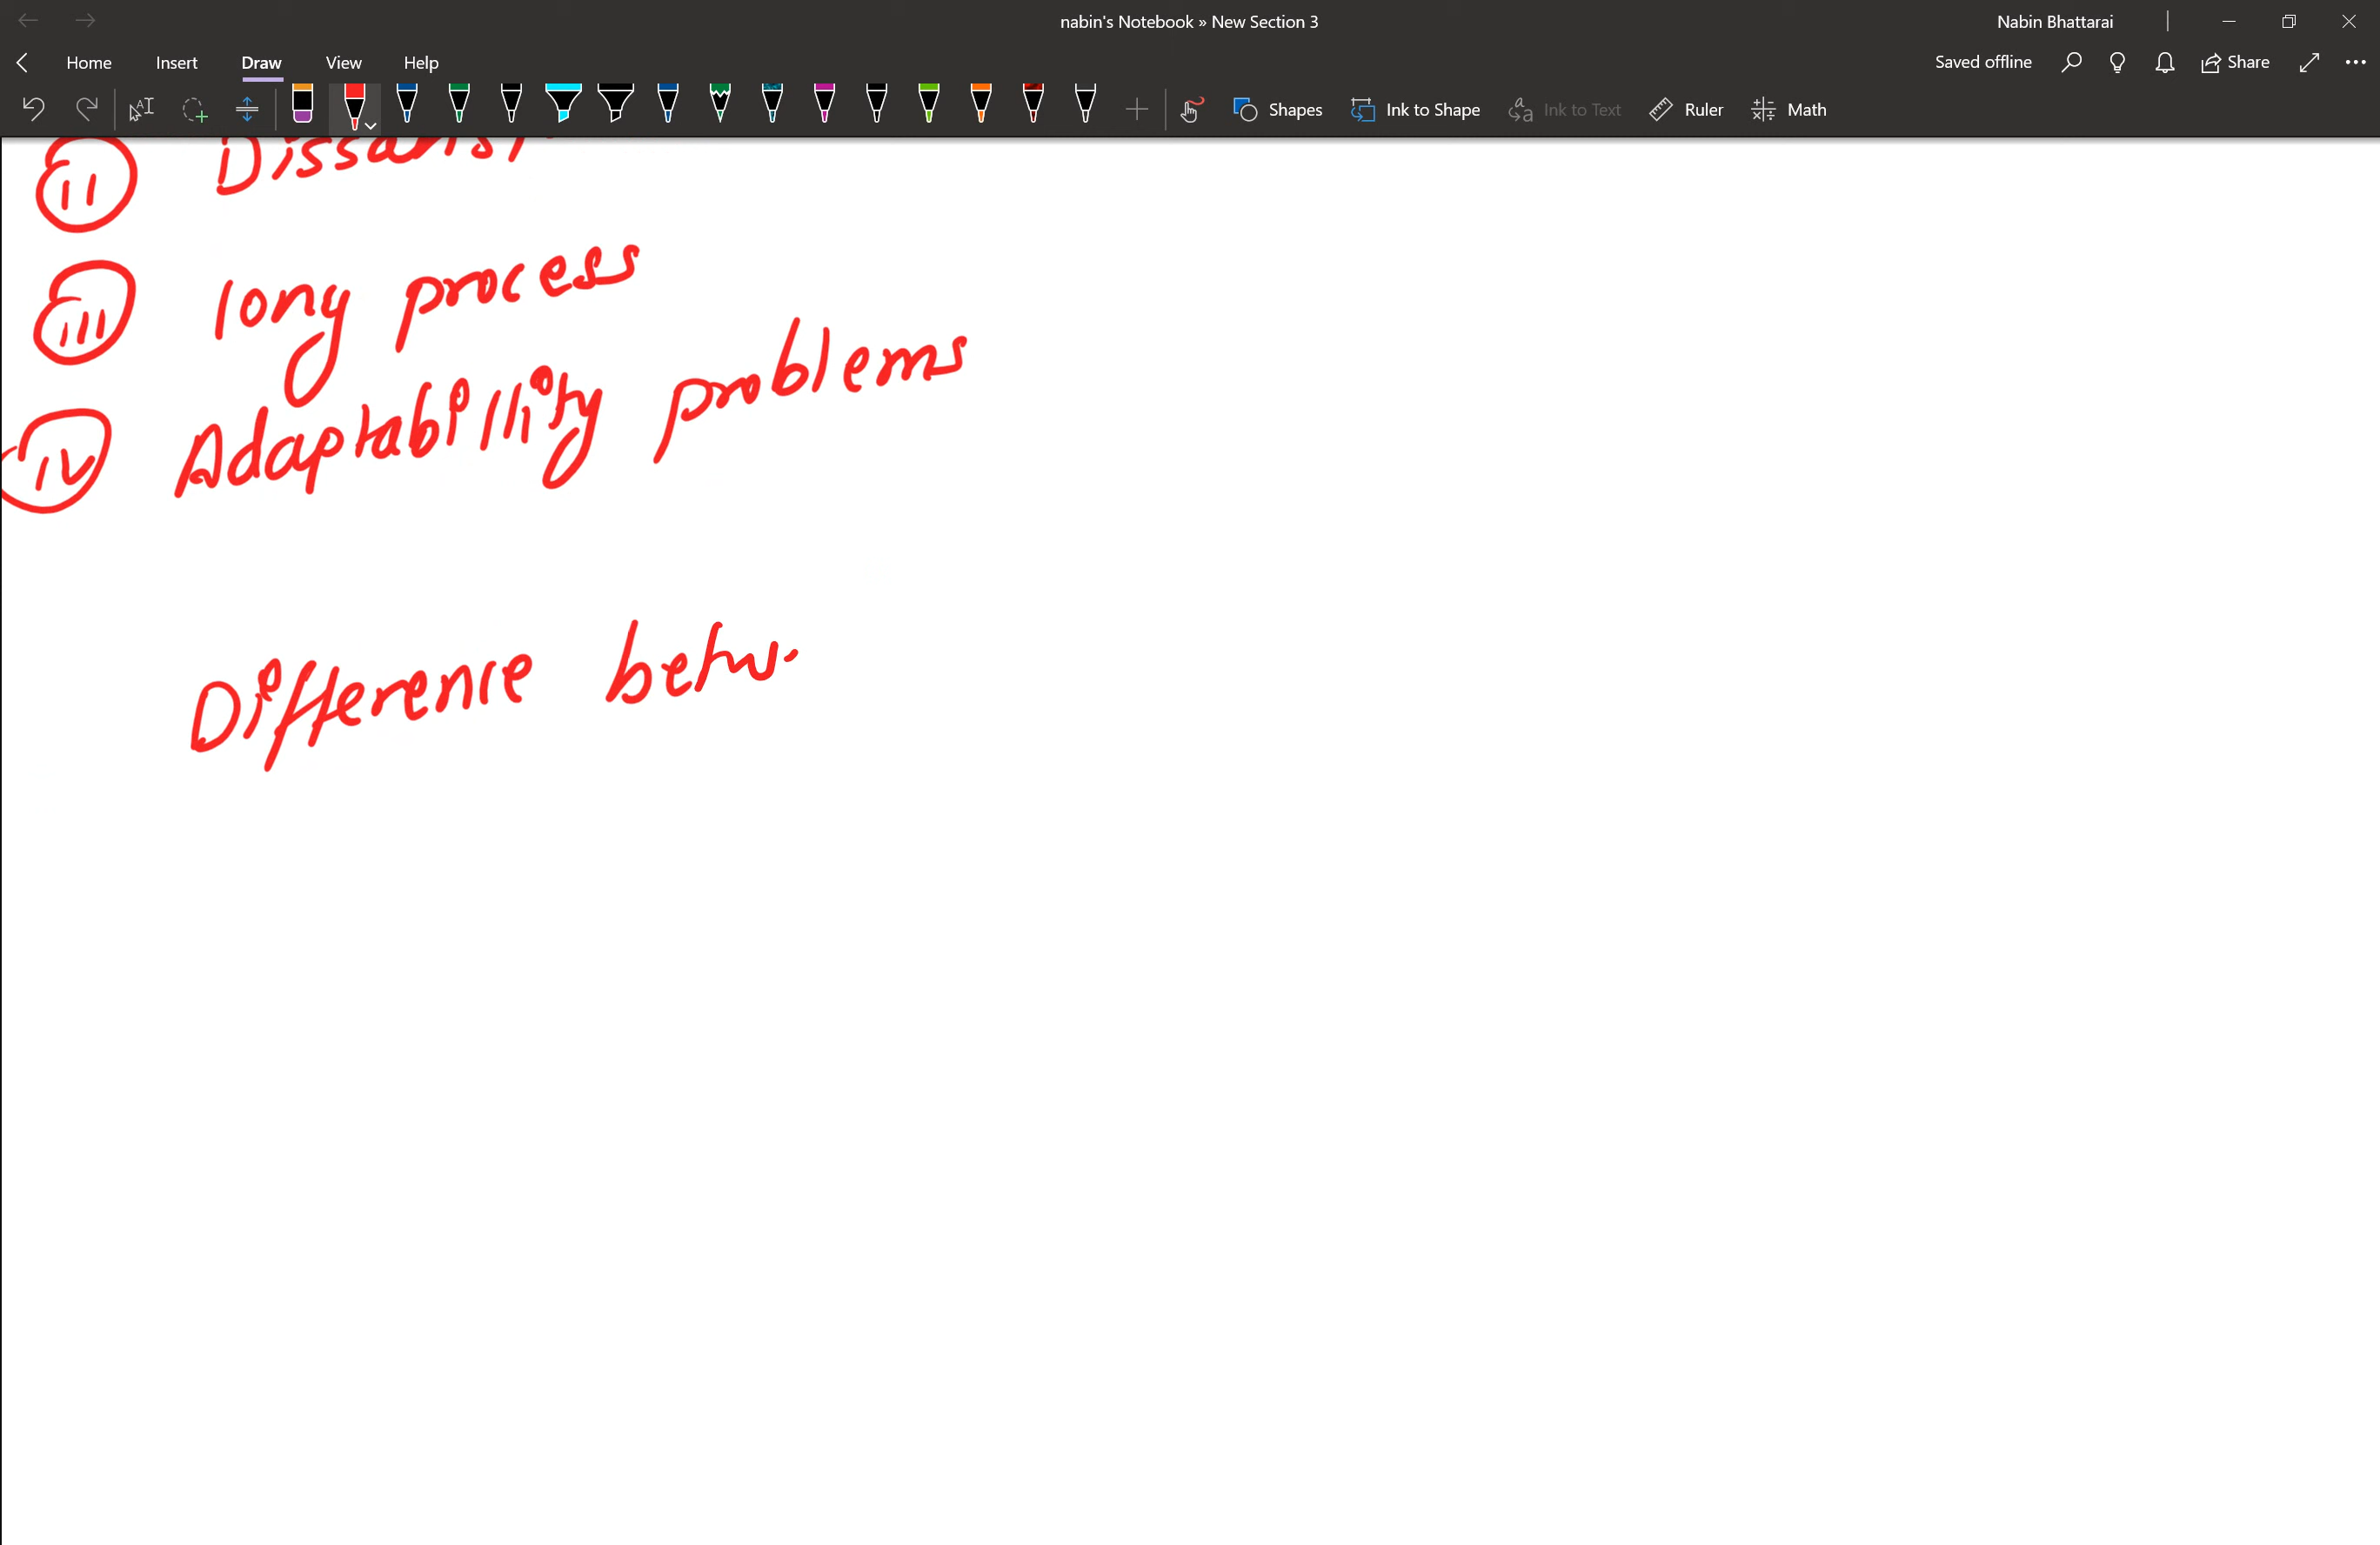 nabin's Notebook » New Section 3
Nabin Bhattarai
Home Insert Draw View Help
Saved offline
Share
Shapes
Ink to Shape
Ink to Text
Ruler
Math
ii
iii long process
iv Adaptability problems
Difference betw